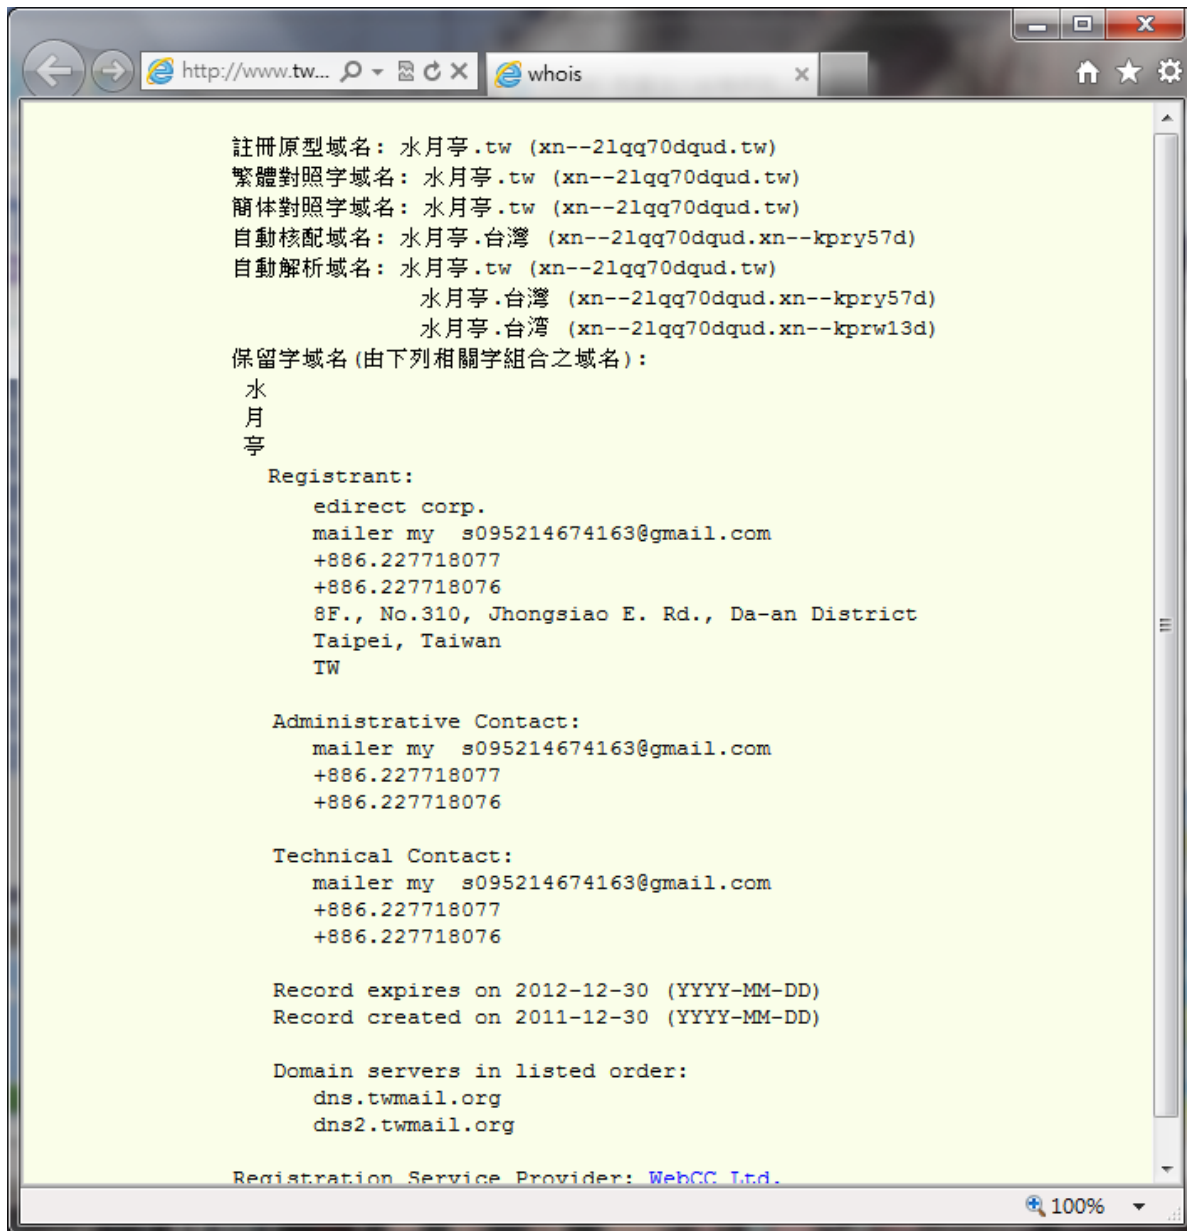 http://www.tw...
whois
註冊原型域名: 水月亭.tw (xn--2lqq70dqud.tw)
繁體對照字域名: 水月亭.tw (xn--2lqq70dqud.tw)
簡体對照字域名: 水月亭.tw (xn--2lqq70dqud.tw)
自動核配域名: 水月亭.台灣 (xn--2lqq70dqud.xn--kpry57d)
自動解析域名: 水月亭.tw (xn--2lqq70dqud.tw)
水月亭.台灣 (xn--2lqq70dqud.xn--kpry57d)
水月亭.台湾 (xn--2lqq70dqud.xn--kprw13d)
保留字域名(由下列相關字組合之域名):
水
月
亭
Registrant:
edirect corp.
mailer my  s095214674163@gmail.com
+886.227718077
+886.227718076
8F., No.310, Jhongsiao E. Rd., Da-an District
Taipei, Taiwan
TW
Administrative Contact:
mailer my  s095214674163@gmail.com
+886.227718077
+886.227718076
Technical Contact:
mailer my  s095214674163@gmail.com
+886.227718077
+886.227718076
Record expires on 2012-12-30 (YYYY-MM-DD)
Record created on 2011-12-30 (YYYY-MM-DD)
Domain servers in listed order:
dns.twmail.org
dns2.twmail.org
Registration Service Provider: WebCC Ltd.
100%